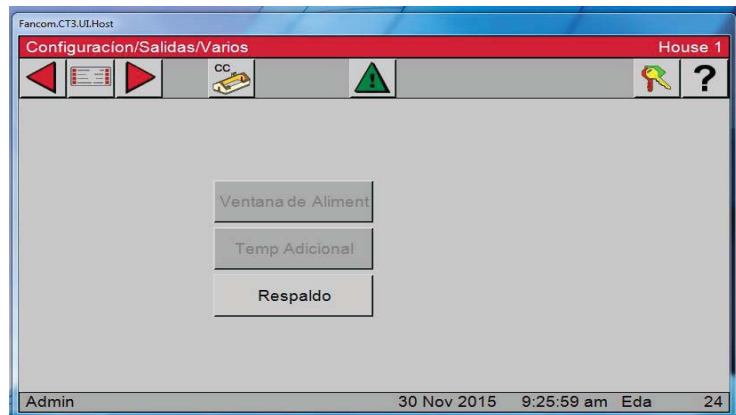 Fancom.CT3.UI.Host
Configuracíon/Salidas/Varios House 1
CC ?
Ventana de Aliment
Temp Adicional
Respaldo
Admin 30 Nov 2015 9:25:59 am Eda 24